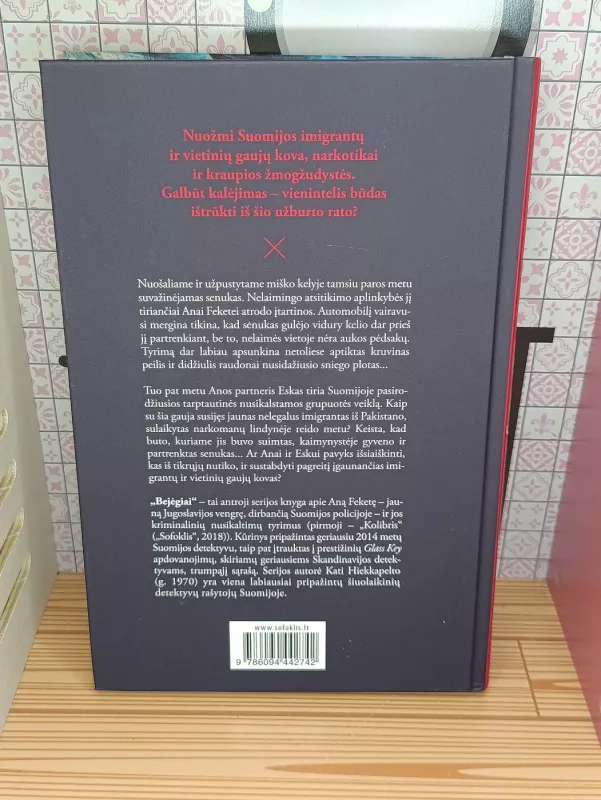 Nuožmi Suomijos imigrantų
ir vietinių gaujų kova, narkotikai
ir kraupios žmogžudystės.
Galbūt kalėjimas – vienintelis būdas
ištrūkti iš šio užburto rato?
Nuošaliame ir užpustytame miško kelyje tamsiu paros metu
suvažinėjamas senukas. Nelaimingo atsitikimo aplinkybės jį
tiriančiai Anai Feketei atrodo įtartinos. Automobilį vairavu-
si mergina tikina, kad senukas gulėjo vidury kelio dar prieš
jį partrenkiant, be to, nelaimės vietoje nėra aukos pėdsakų.
Tyrimą dar labiau apsunkina netoliese aptiktas kruvinas
peilis ir didžiulis raudonai nusidažiusio sniego plotas...
Tuo pat metu Anos partneris Eskas tiria Suomijoje pasiro-
džiusios tarptautinės nusikalstamos grupuotės veiklą. Kaip
su šia gauja susijęs jaunas nelegalus imigrantas iš Pakistano,
sulaikytas narkomanų lindynėje reido metu? Keista, kad
buto, kuriame jis buvo suimtas, kaimynystėje gyveno ir
partrenktas senukas... Ar Anai ir Eskui pavyks išsiaiškinti,
kas iš tikrųjų nutiko, ir sustabdyti pagreitį įgaunančias imi-
grantų ir vietinių gaujų kovas?
„Bejėgiai“ – tai antroji serijos knyga apie Aną Feketę – jau-
ną Jugoslavijos vengrę, dirbančią Suomijos policijoje – ir jos
kriminalinių nusikaltimų tyrimus (pirmoji – „Kolibris“
(„Sofoklis“, 2018)). Kūrinys pripažintas geriausiu 2014 metų
Suomijos detektyvu, taip pat įtrauktas į prestižinių Glass Key
apdovanojimų, skiriamų geriausiems Skandinavijos detek-
tyvams, trumpąjį sąrašą. Serijos autorė Kati Hiekkapelto
(g. 1970) yra viena labiausiai pripažintų šiuolaikinių
detektyvų rašytojų Suomijoje.
www.sofoklis.lt
9 786094 442742